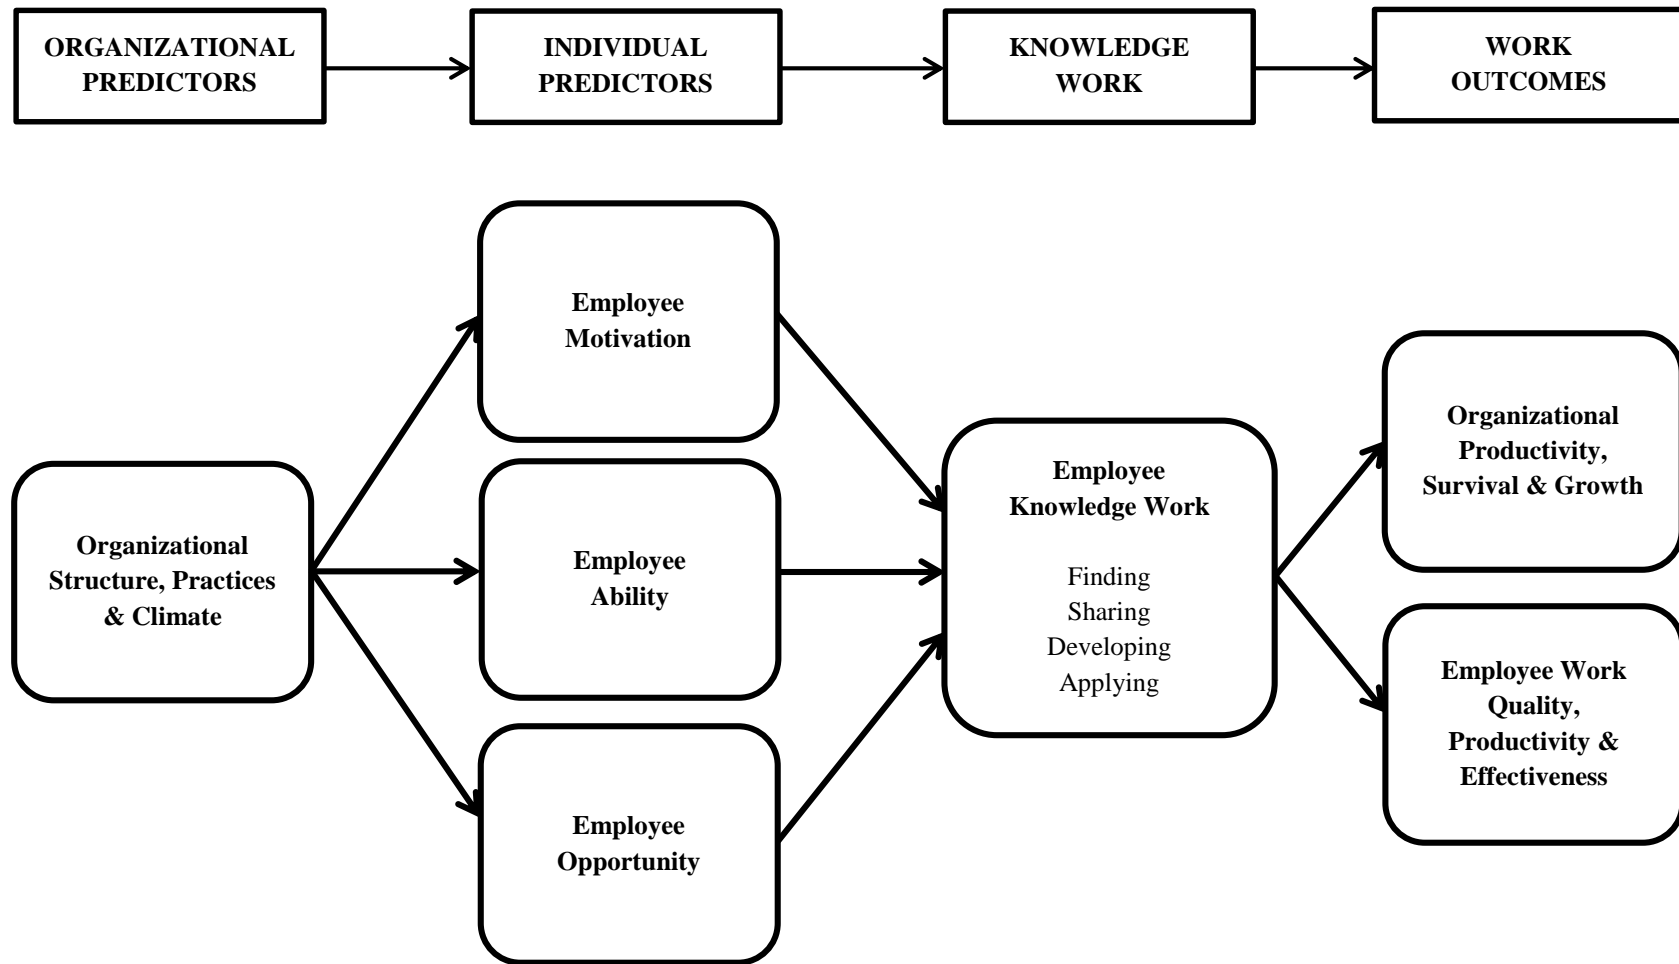 ORGANIZATIONAL
PREDICTORS
INDIVIDUAL
PREDICTORS
KNOWLEDGE
WORK
WORK
OUTCOMES
Organizational
Structure, Practices
& Climate
Employee
Motivation
Employee
Ability
Employee
Opportunity
Employee
Knowledge Work
Finding
Sharing
Developing
Applying
Organizational
Productivity,
Survival & Growth
Employee Work
Quality,
Productivity &
Effectiveness